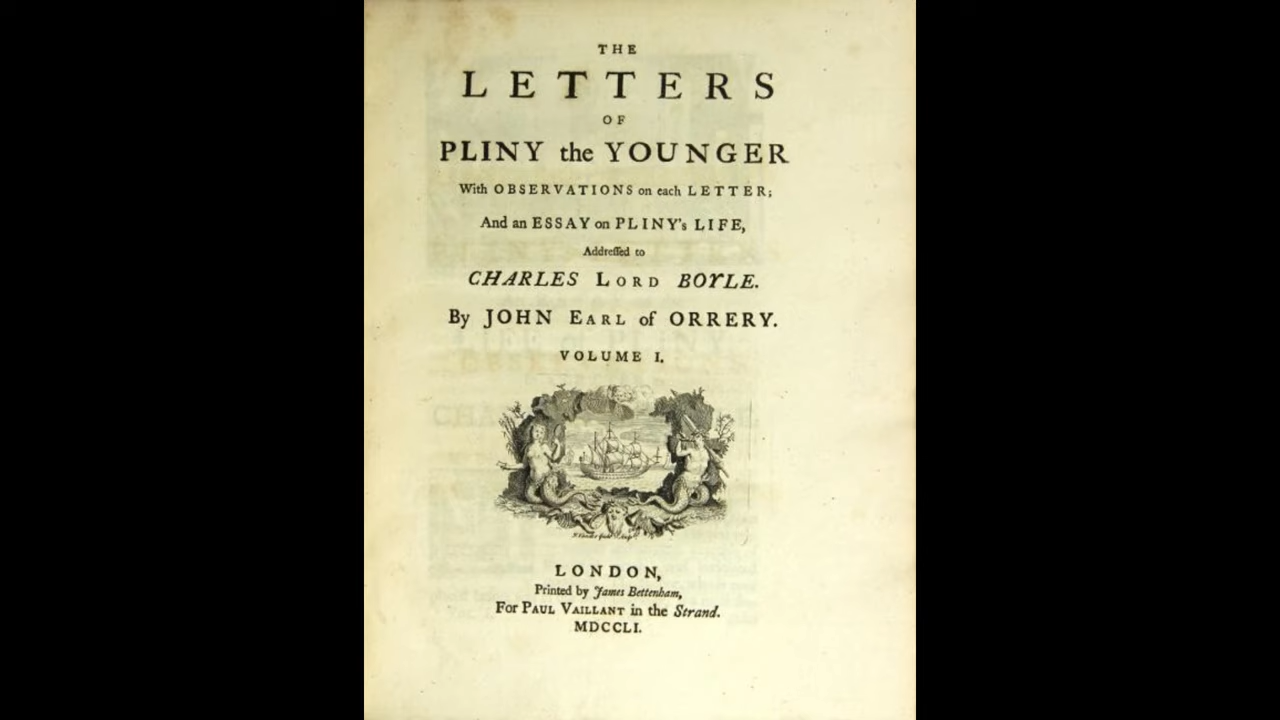 THE
LETTERS
OF
PLINY the YOUNGER
With OBSERVATIONS on each LETTER;
And an ESSAY on PLINY's LIFE,
Addreſſed to
CHARLES LORD BOYLE.
By JOHN EARL of ORRERY.
VOLUME I.
LONDON,
Printed by James Bettenham,
For PAUL VAILLANT in the Strand.
MDCCLI.